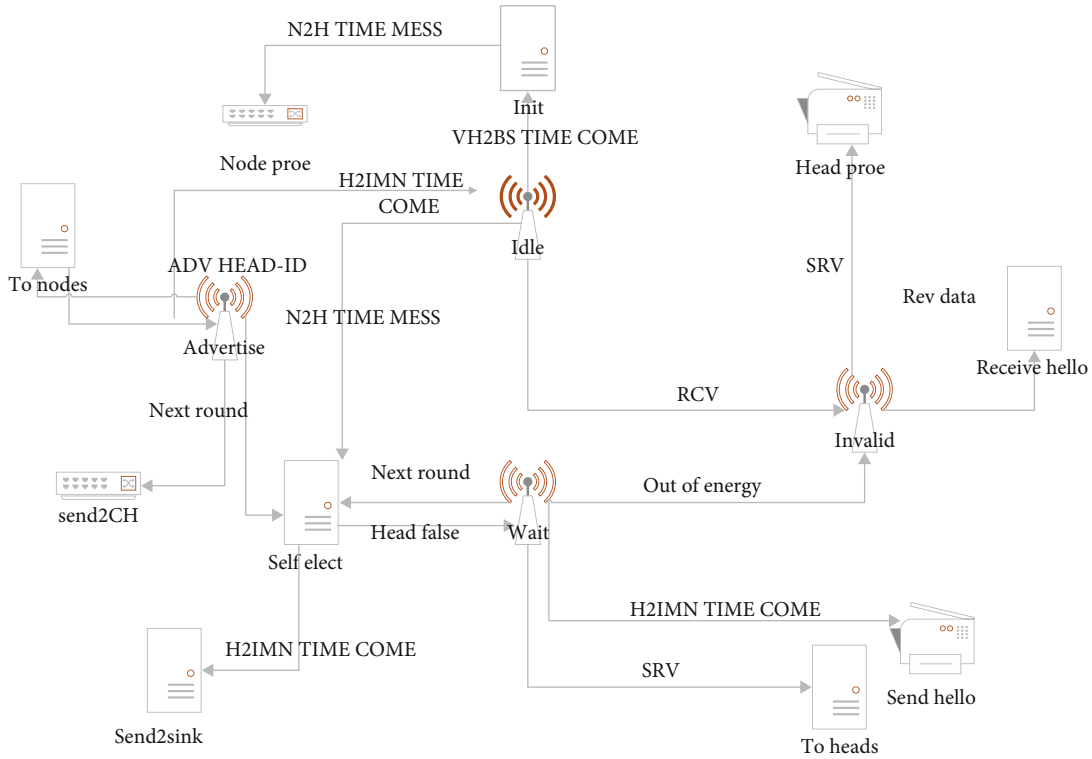 N2H TIME MESS
Init
Node proe
VH2BS TIME COME
Head proe
H2IMN TIME
COME
Idle
To nodes
ADV HEAD-ID
SRV
Rev data
N2H TIME MESS
Advertise
Receive hello
Next round
RCV
Invalid
Next round
Out of energy
send2CH
Head false
Wait
Self elect
H2IMN TIME COME
H2IMN TIME COME
SRV
Send hello
Send2sink
To heads